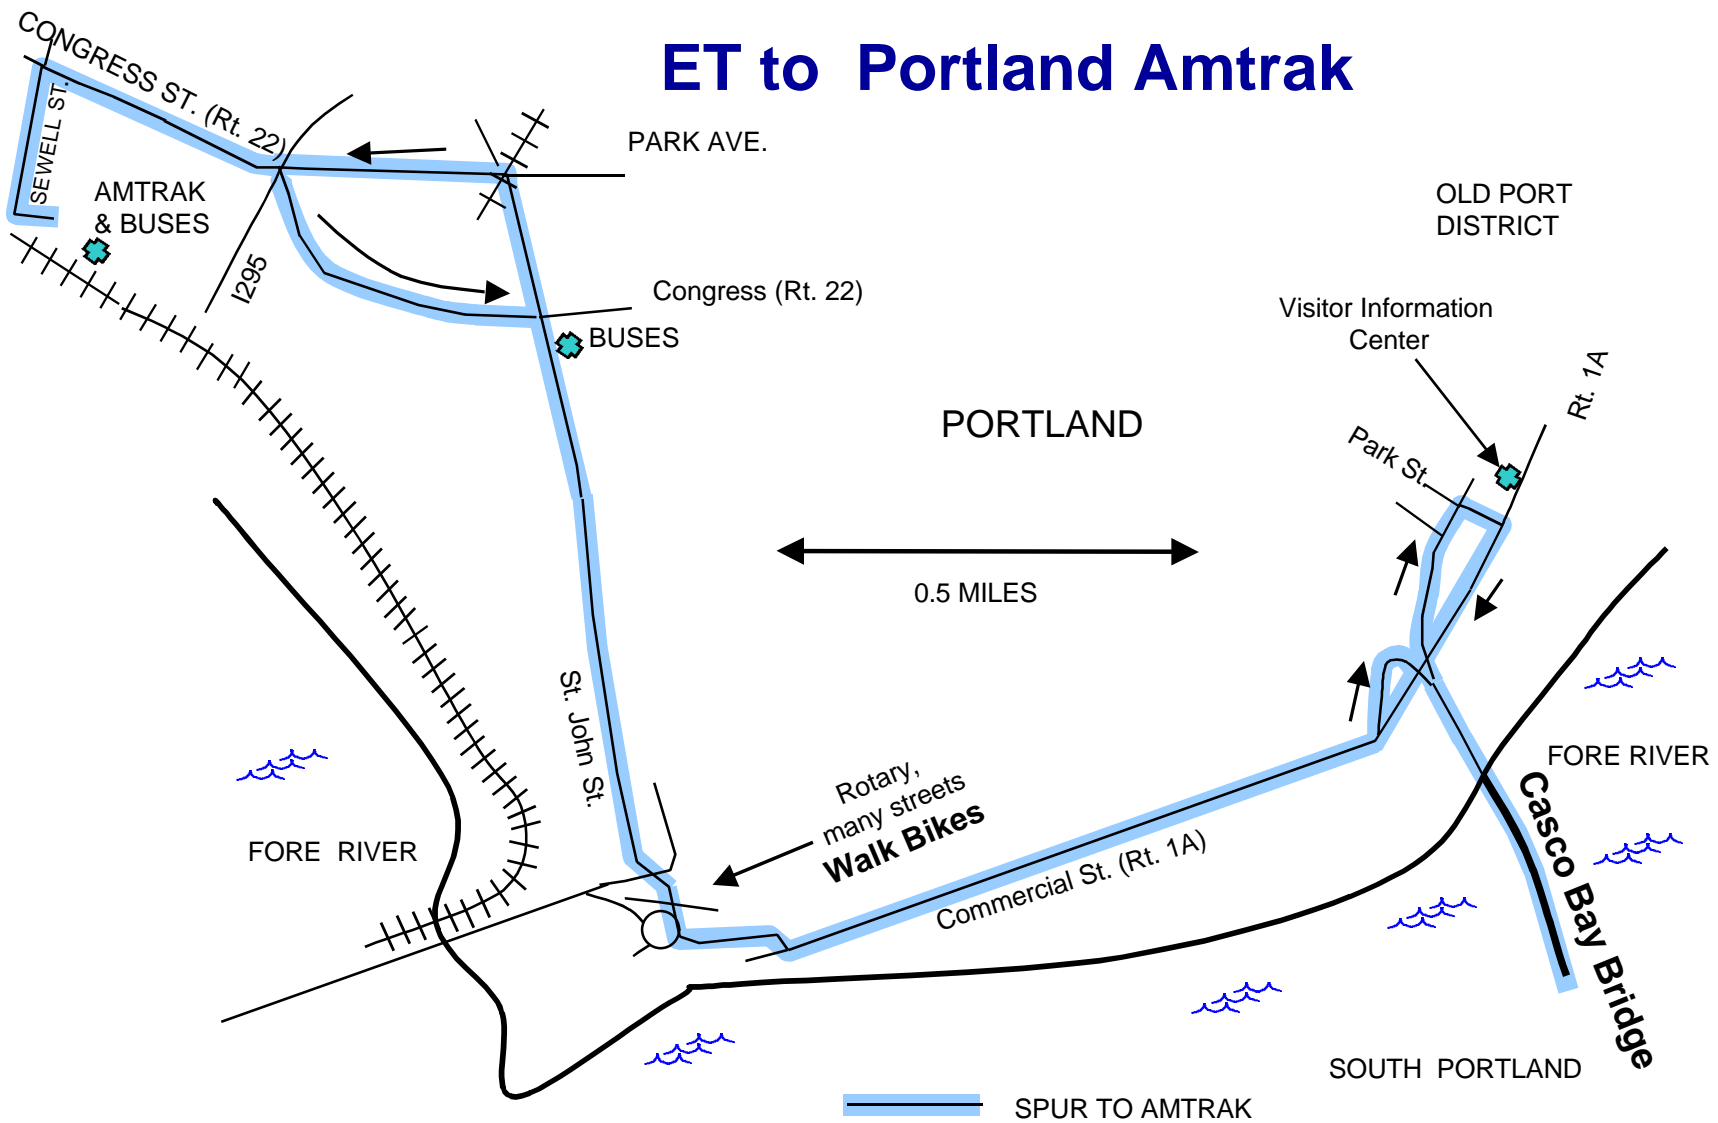 ET to Portland Amtrak
CONGRESS ST. (Rt. 22)
SEWELL ST.
PARK AVE.
AMTRAK
& BUSES
I295
OLD PORT
DISTRICT
Congress (Rt. 22)
BUSES
Visitor Information
Center
Rt. 1A
PORTLAND
Park St.
0.5 MILES
St. John St.
Rotary,
many streets
Walk Bikes
FORE RIVER
Casco Bay Bridge
FORE RIVER
Commercial St. (Rt. 1A)
SOUTH PORTLAND
SPUR TO AMTRAK